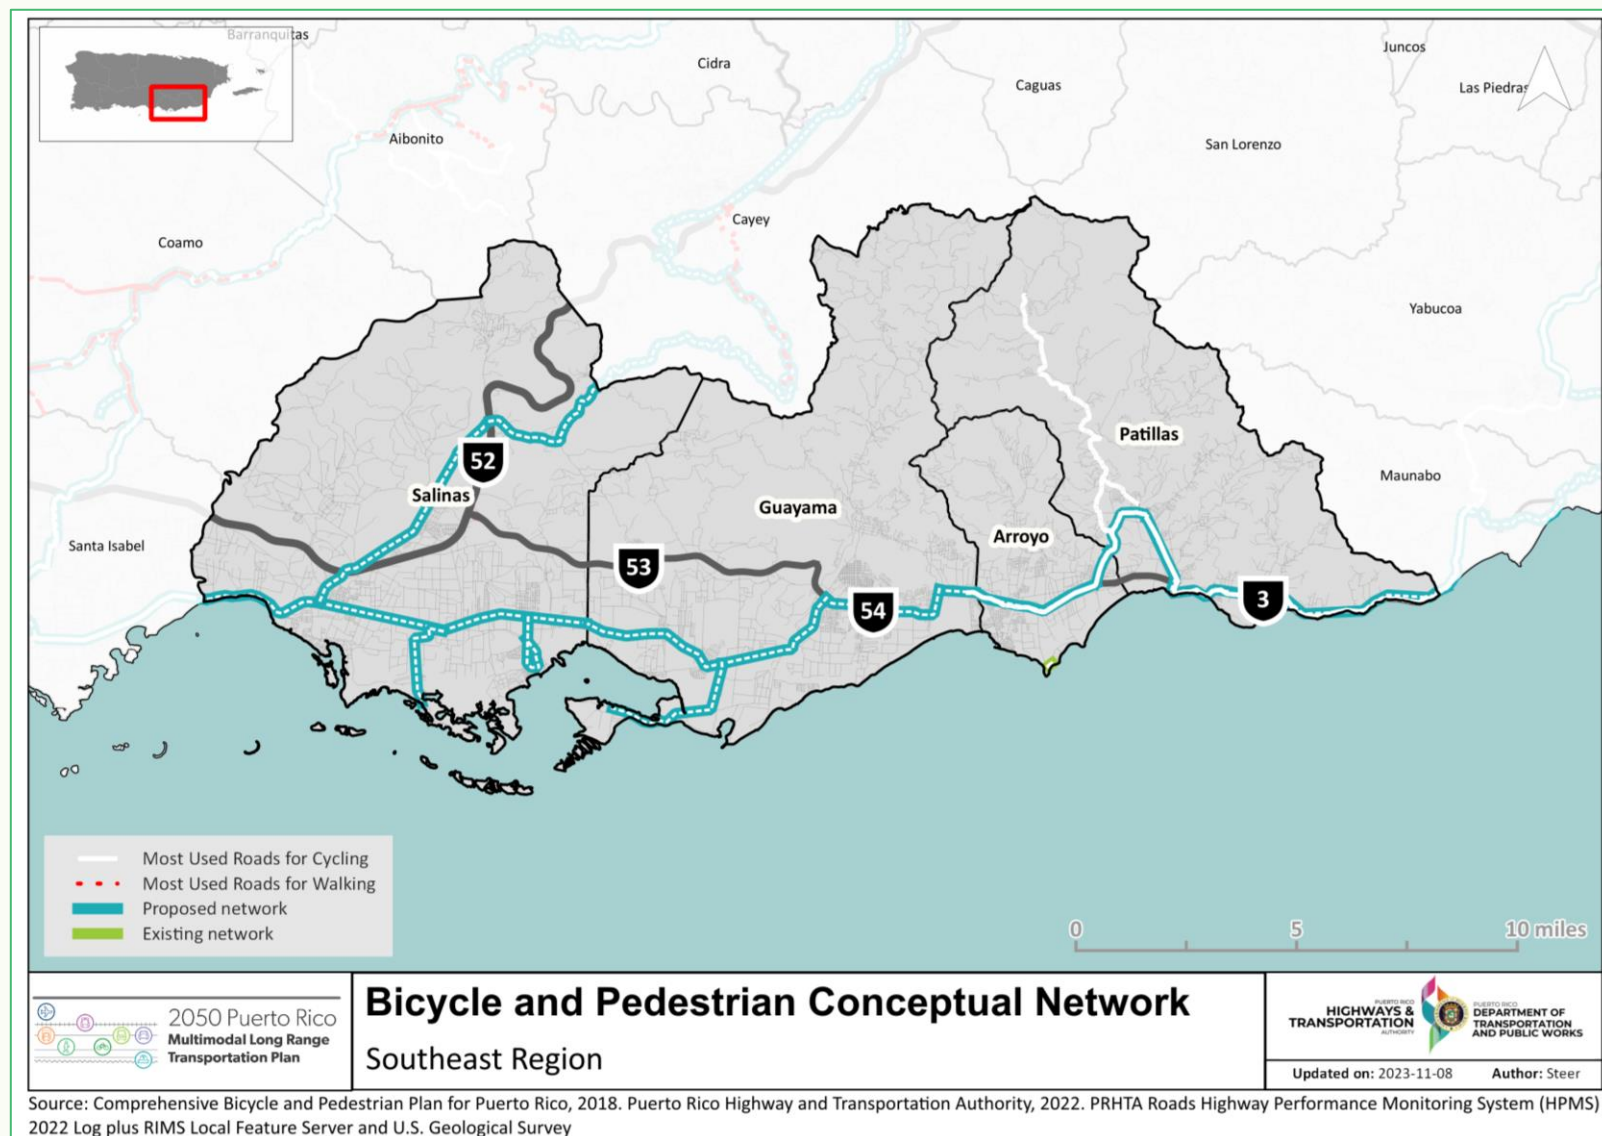 Barranquitas
Cidra
Juncos
Caguas
Las Piedras
Aibonito
San Lorenzo
Cayey
Coamo
Yabucoa
Patillas
52
Maunabo
Salinas
Guayama
Arroyo
Santa Isabel
53
54
3
Most Used Roads for Cycling
Most Used Roads for Walking
Proposed network
Existing network
0 5 10 miles
2050 Puerto Rico
Multimodal Long Range
Transportation Plan
Bicycle and Pedestrian Conceptual Network
Southeast Region
PUERTO RICO
HIGHWAYS &
TRANSPORTATION
AUTHORITY
PUERTO RICO
DEPARTMENT OF
TRANSPORTATION
AND PUBLIC WORKS
Updated on: 2023-11-08 Author: Steer
Source: Comprehensive Bicycle and Pedestrian Plan for Puerto Rico, 2018. Puerto Rico Highway and Transportation Authority, 2022. PRHTA Roads Highway Performance Monitoring System (HPMS)
2022 Log plus RIMS Local Feature Server and U.S. Geological Survey